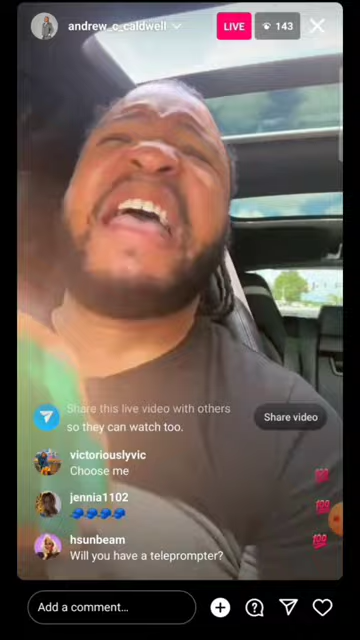 andrew_c_caldwell
LIVE
143
Share this live video with others
so they can watch too.
Share video
victoriouslyvic
Choose me
jennia1102
hsunbeam
Will you have a teleprompter?
Add a comment...